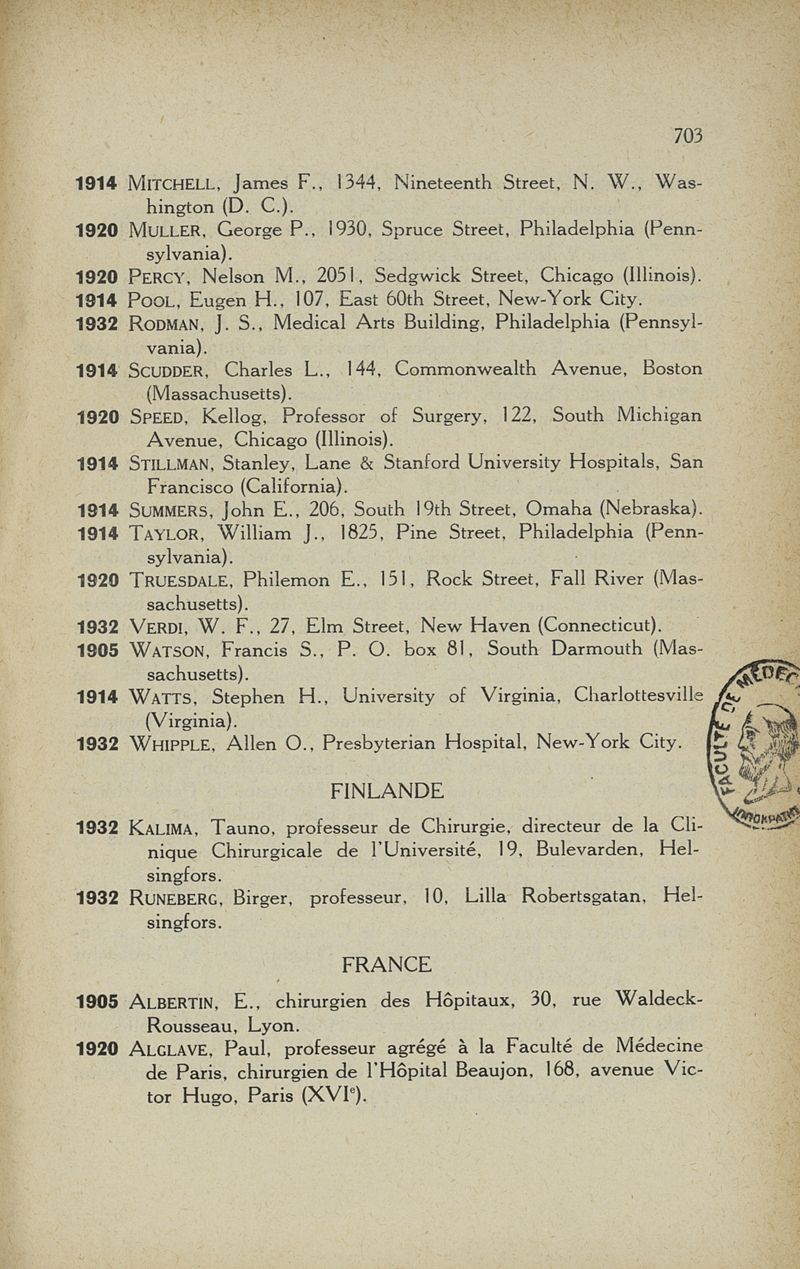 703
1914 MITCHELL, James F., 1344, Nineteenth Street, N. W., Was-
hington (D. C.).
1920 MULLER, George P., 1930, Spruce Street, Philadelphia (Penn-
sylvania).
1920 PERCY, Nelson M., 2051, Sedgwick Street, Chicago (Illinois).
1914 POOL, Eugen H., 107, East 60th Street, New-York City.
1932 RODMAN, J. S., Medical Arts Building, Philadelphia (Pennsyl-
vania).
1914 SCUDDER, Charles L., 144, Commonwealth Avenue, Boston
(Massachusetts).
1920 SPEED, Kellog, Professor of Surgery, 122, South Michigan
Avenue, Chicago (Illinois).
1914 STILLMAN, Stanley, Lane & Stanford University Hospitals, San
Francisco (California).
1914 SUMMERS, John E., 206, South 19th Street, Omaha (Nebraska).
1914 TAYLOR, William J., 1825, Pine Street, Philadelphia (Penn-
sylvania).
1920 TRUESDALE, Philemon E., 151, Rock Street, Fall River (Mas-
sachusetts).
1932 VERDI, W. F., 27, Elm Street, New Haven (Connecticut).
1905 WATSON, Francis S., P. O. box 81, South Darmouth (Mas-
sachusetts).
1914 WATTS, Stephen H., University of Virginia, Charlottesville
(Virginia).
1932 WHIPPLE, Allen O., Presbyterian Hospital, New-York City.
FINLANDE
1932 KALIMA, Tauno, professeur de Chirurgie, directeur de la Cli-
nique Chirurgicale de l'Université, 19, Bulevarden, Hel-
singfors.
1932 RUNEBERG, Birger, professeur, 10, Lilla Robertsgatan, Hel-
singfors.
FRANCE
1905 ALBERTIN, E., chirurgien des Hôpitaux, 30, rue Waldeck-
Rousseau, Lyon.
1920 ALGLAVE, Paul, professeur agrégé à la Faculté de Médecine
de Paris, chirurgien de l'Hôpital Beaujon, 168, avenue Vic-
tor Hugo, Paris (XVIe).
FACULTE